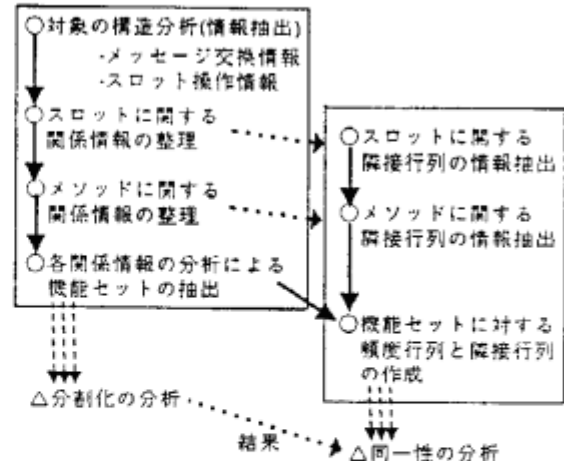 ○対象の構造分析(情報抽出)
・メッセージ交換情報
・スロット操作情報
○スロットに関する
関係情報の整理
○メソッドに関する
関係情報の整理
○各関係情報の分析による
機能セットの抽出
△分割化の分析
○スロットに関する
隣接行列の情報抽出
○メソッドに関する
隣接行列の情報抽出
○機能セットに対する
頻度行列と隣接行列
の作成
結果
△同一性の分析